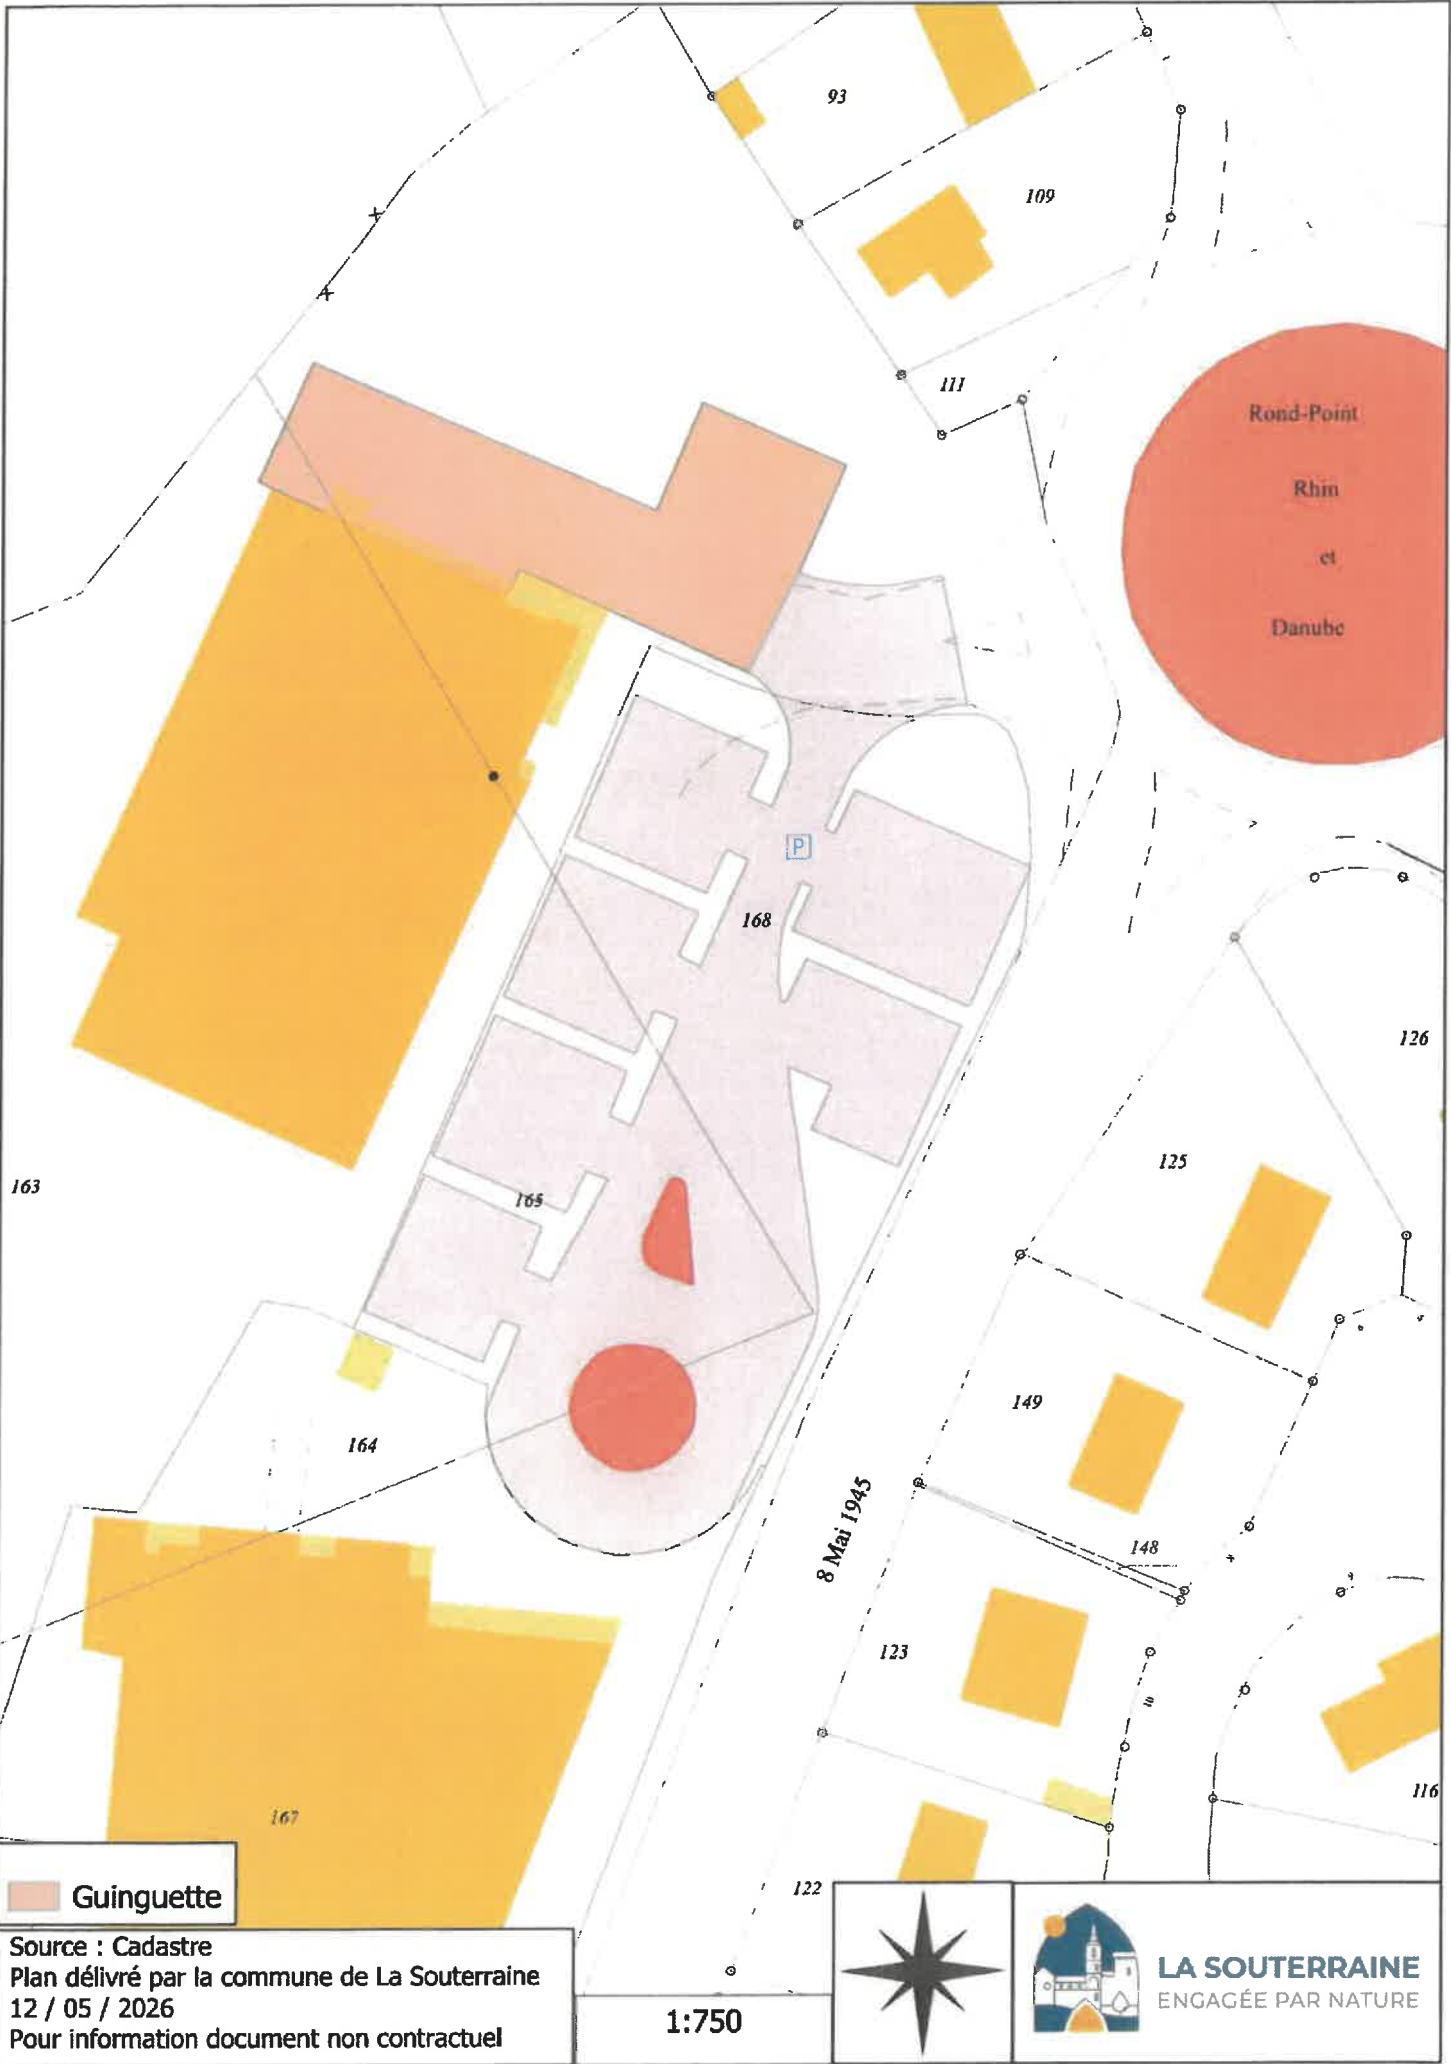 93
109
111
Rond-Point
Rhin
et
Danube
P
168
126
125
163
165
149
164
8 Mai 1945
148
123
116
167
122
Guinguette
Source : Cadastre
Plan délivré par la commune de La Souterraine
12 / 05 / 2026
Pour information document non contractuel
1:750
LA SOUTERRAINE
ENGAGÉE PAR NATURE